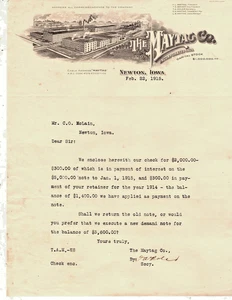 THE MAYTAG CO.
NEWTON, IOWA.
Feb. 23, 1915.
Mr. C.C. McLain,
Newton, Iowa.
Dear Sir:
We enclose herewith our check for $2,000.00-
$300.00 of which is in payment of interest on the
$5,000.00 note to Jan. 1, 1915, and $300.00 in pay-
ment of your retainer for the year 1914 - the bal-
ance of $1,400.00 we have applied as payment on the
note.
Shall we return the old note, or would you
prefer that we execute a new demand note for
the balance of $3,600.00?
Yours truly,
The Maytag Co.,
By:
Secy.
Check enc.